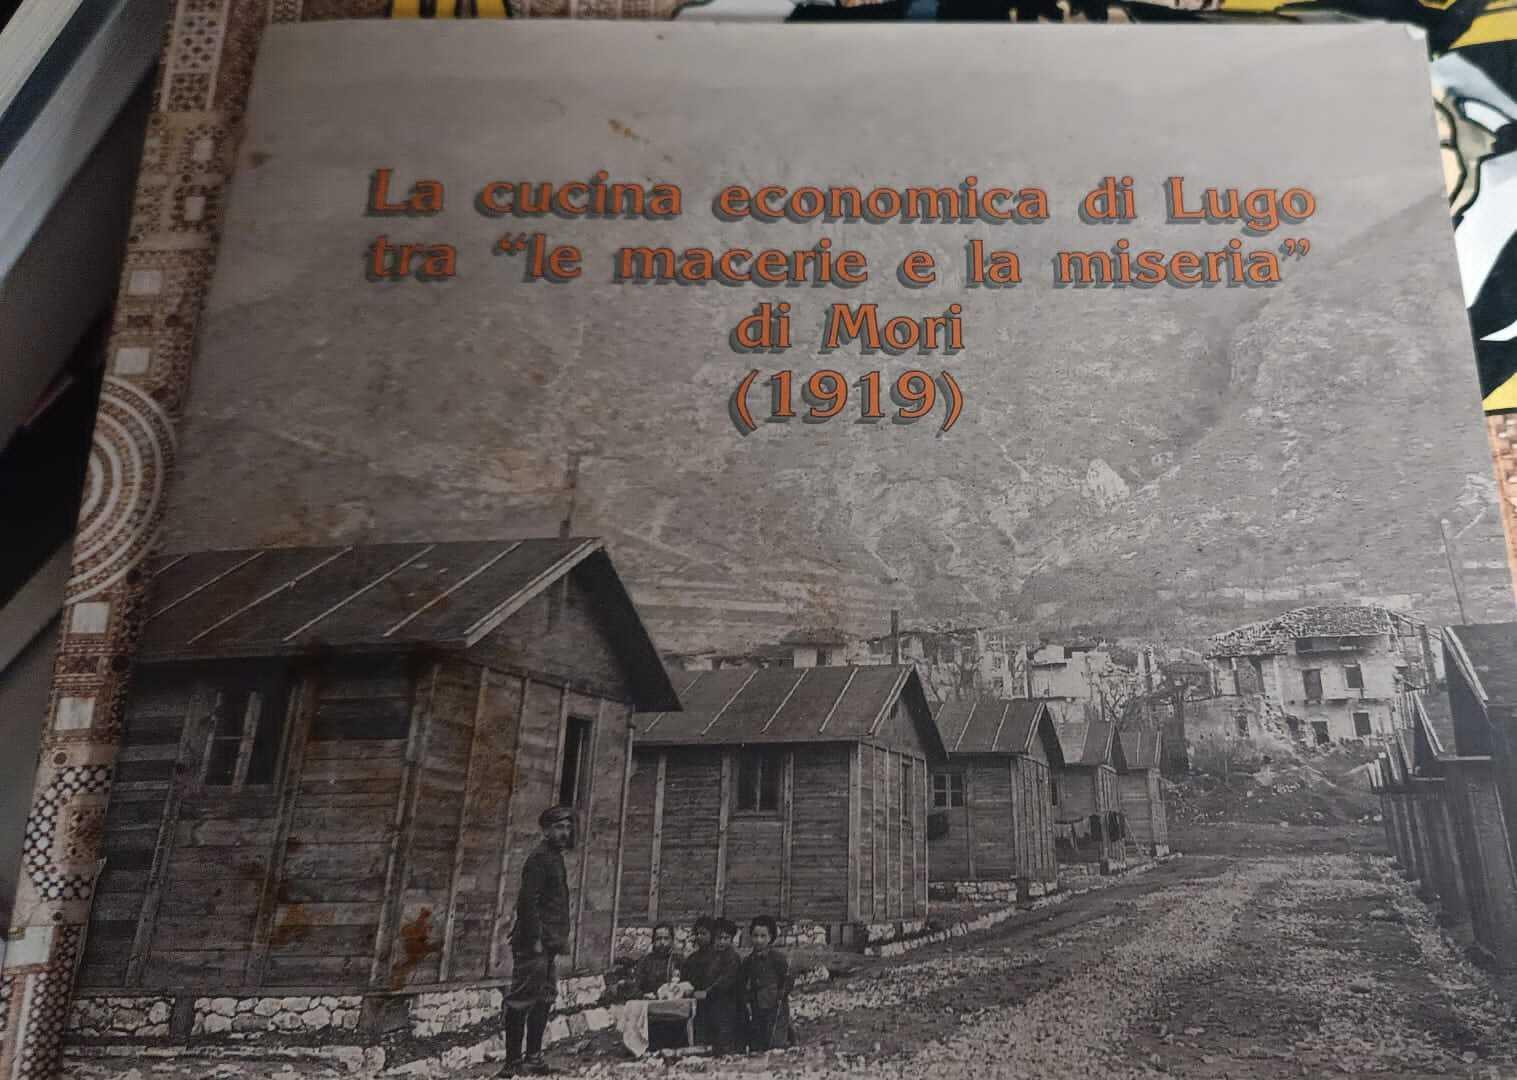 La cucina economica di Lugo
tra “le macerie e la miseria”
di Mori
(1919)